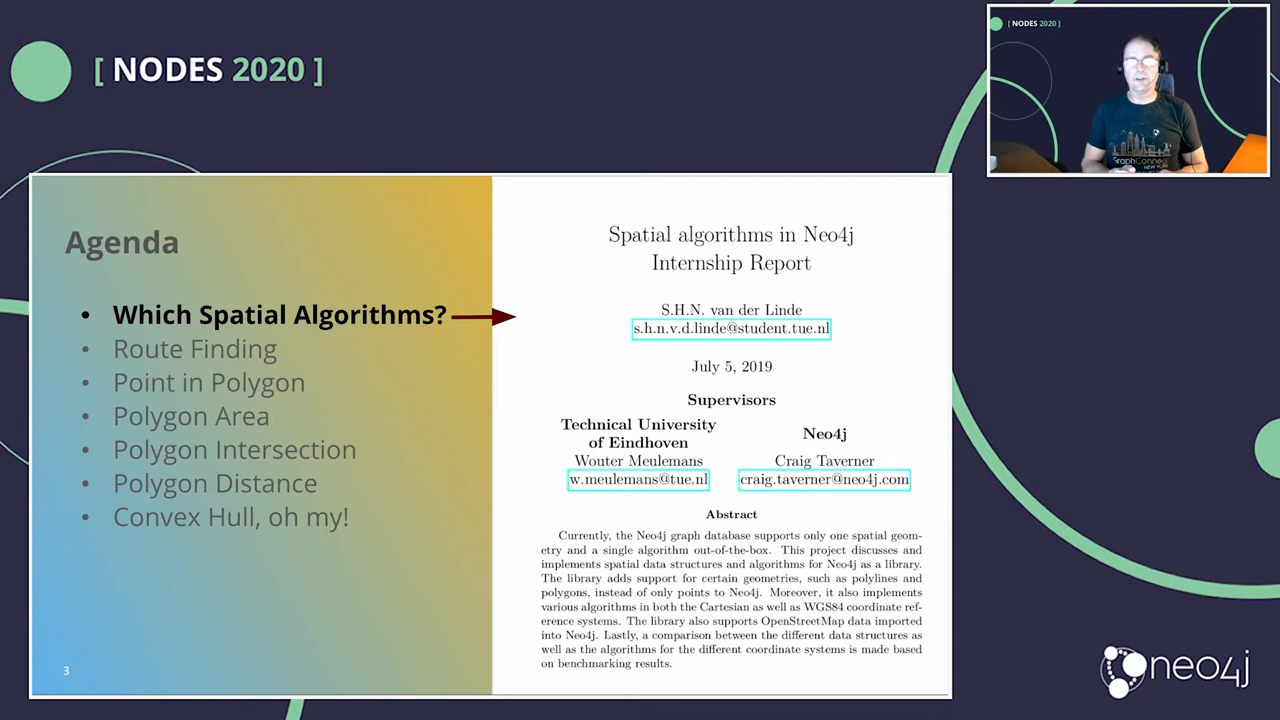 [ NODES 2020 ]
[ NODES 2020 ]
GraphConnect
NEW YORK
Agenda
• Which Spatial Algorithms?
• Route Finding
• Point in Polygon
• Polygon Area
• Polygon Intersection
• Polygon Distance
• Convex Hull, oh my!
3
Spatial algorithms in Neo4j
Internship Report
S.H.N. van der Linde
s.h.n.v.d.linde@student.tue.nl
July 5, 2019
Supervisors
Technical University
of Eindhoven
Wouter Meulemans
w.meulemans@tue.nl
Neo4j
Craig Taverner
craig.taverner@neo4j.com
Abstract
Currently, the Neo4j graph database supports only one spatial geom-
etry and a single algorithm out-of-the-box. This project discusses and
implements spatial data structures and algorithms for Neo4j as a library.
The library adds support for certain geometries, such as polylines and
polygons, instead of only points to Neo4j. Moreover, it also implements
various algorithms in both the Cartesian as well as WGS84 coordinate ref-
erence systems. The library also supports OpenStreetMap data imported
into Neo4j. Lastly, a comparison between the different data structures as
well as the algorithms for the different coordinate systems is made based
on benchmarking results.
neo4j